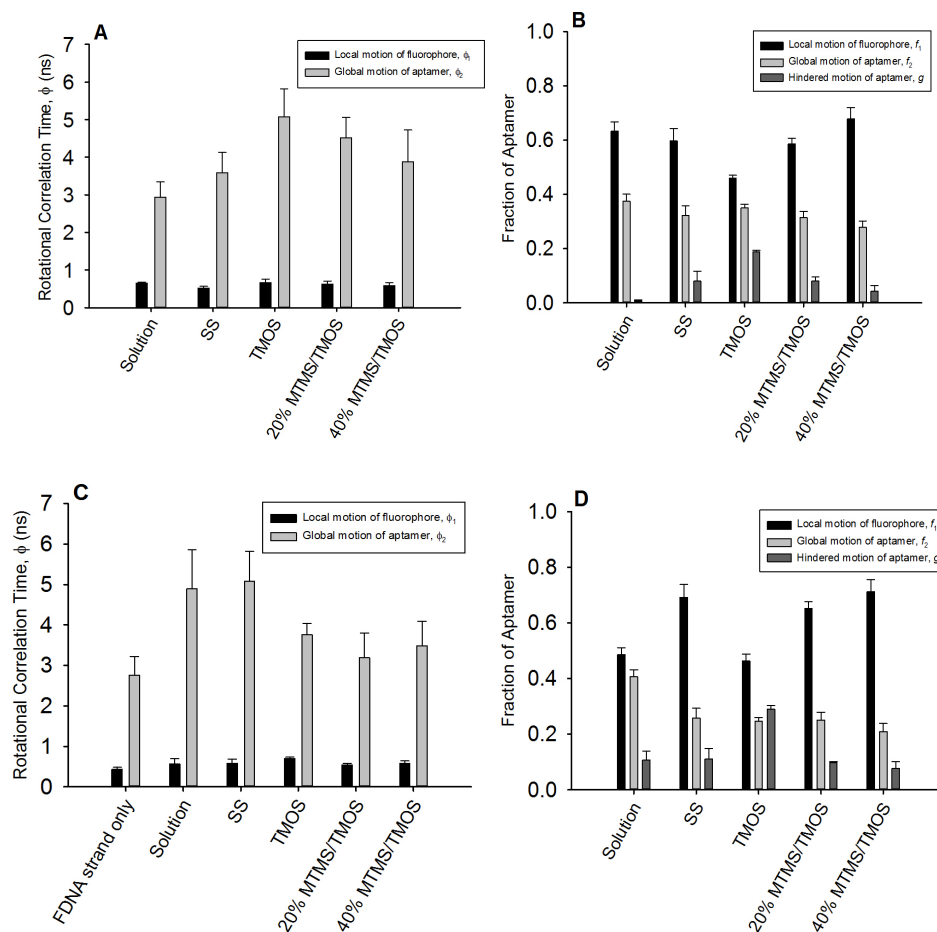 A
Rotational Correlation Time, ϕ (ns)
7
6
5
4
3
2
1
0
Local motion of fluorophore, ϕ1
Global motion of aptamer, ϕ2
Solution
SS
TMOS
20% MTMS/TMOS
40% MTMS/TMOS
B
Fraction of Aptamer
1.0
0.8
0.6
0.4
0.2
0.0
Local motion of fluorophore, f1
Global motion of aptamer, f2
Hindered motion of aptamer, g
Solution
SS
TMOS
20% MTMS/TMOS
40% MTMS/TMOS
C
Rotational Correlation Time, ϕ (ns)
7
6
5
4
3
2
1
0
Local motion of fluorophore, ϕ1
Global motion of aptamer, ϕ2
FDNA strand only
Solution
SS
TMOS
20% MTMS/TMOS
40% MTMS/TMOS
D
Fraction of Aptamer
1.0
0.8
0.6
0.4
0.2
0.0
Local motion of fluorophore, f1
Global motion of aptamer, f2
Hindered motion of aptamer, g
Solution
SS
TMOS
20% MTMS/TMOS
40% MTMS/TMOS